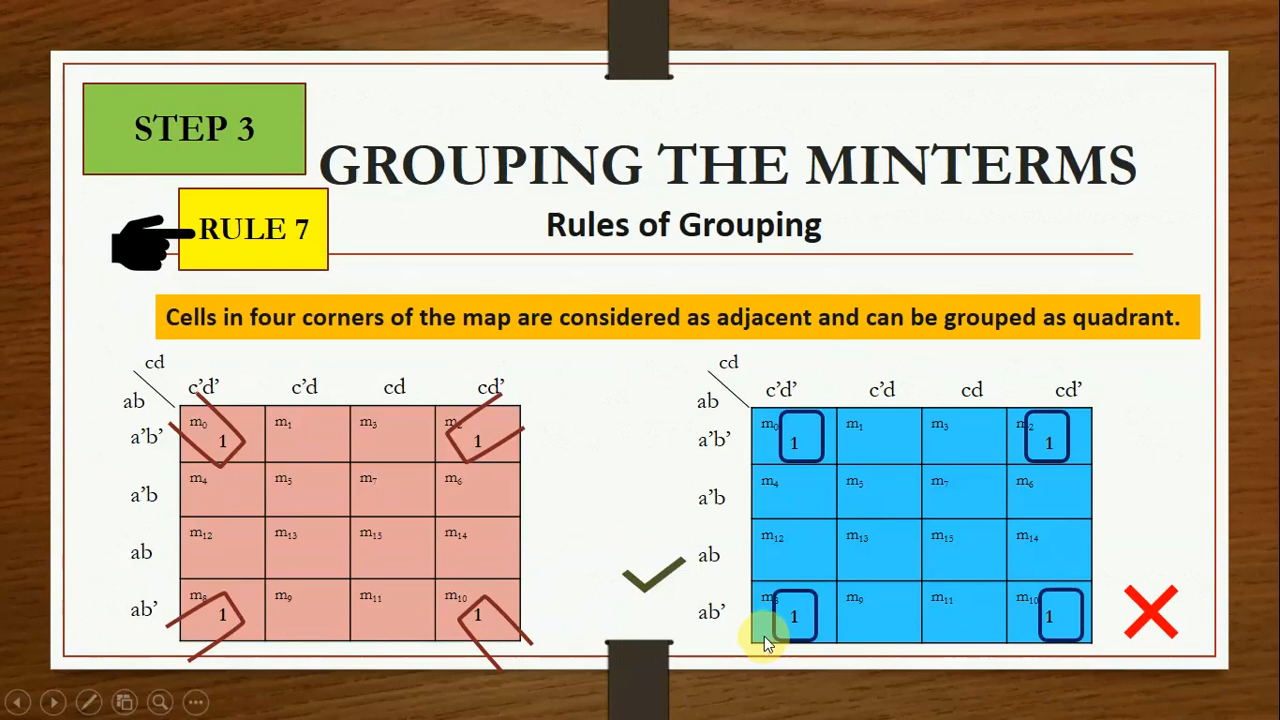 STEP 3
GROUPING THE MINTERMS
RULE 7
Rules of Grouping
Cells in four corners of the map are considered as adjacent and can be grouped as quadrant.
cd
ab
c’d’ c’d cd cd’
a’b’ m₀ 1 m₁ m₃ m₂ 1
a’b m₄ m₅ m₇ m₆
ab m₁₂ m₁₃ m₁₅ m₁₄
ab’ m₈ 1 m₉ m₁₁ m₁₀ 1
cd
ab
c’d’ c’d cd cd’
a’b’ m₀ 1 m₁ m₃ m₂ 1
a’b m₄ m₅ m₇ m₆
ab m₁₂ m₁₃ m₁₅ m₁₄
ab’ m₈ 1 m₉ m₁₁ m₁₀ 1